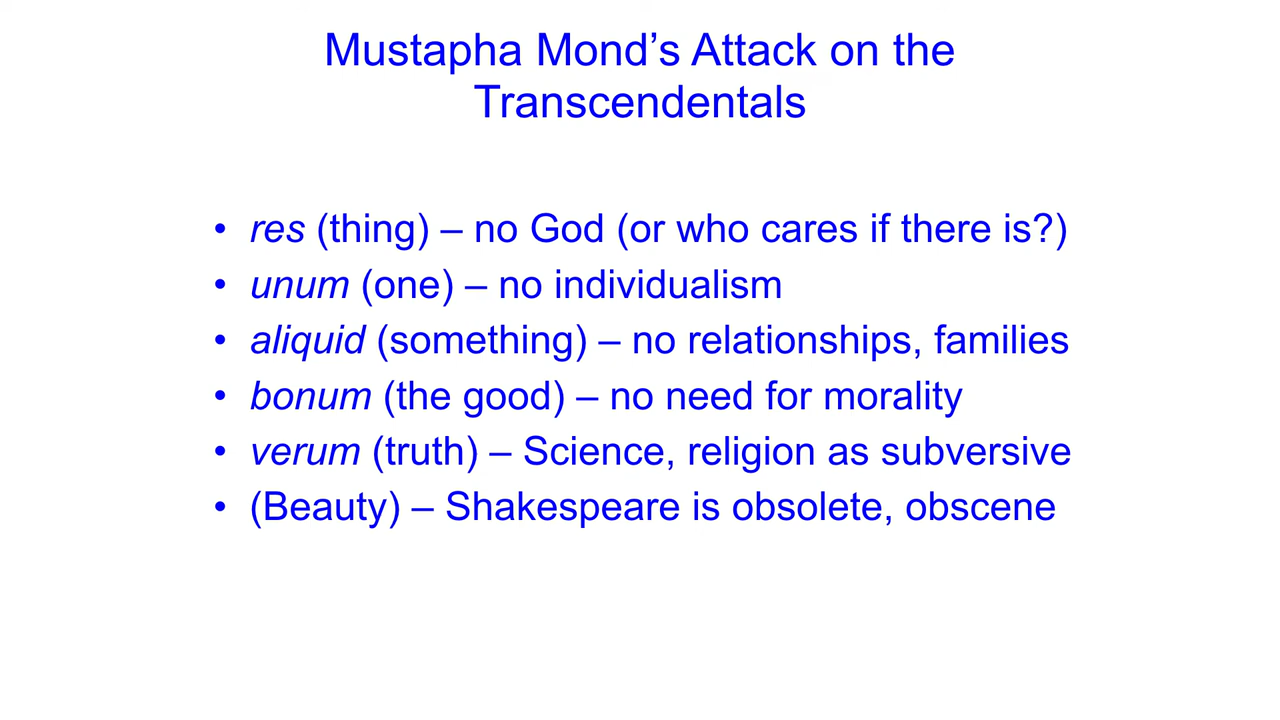 Mustapha Mond’s Attack on the
Transcendentals
• res (thing) – no God (or who cares if there is?)
• unum (one) – no individualism
• aliquid (something) – no relationships, families
• bonum (the good) – no need for morality
• verum (truth) – Science, religion as subversive
• (Beauty) – Shakespeare is obsolete, obscene